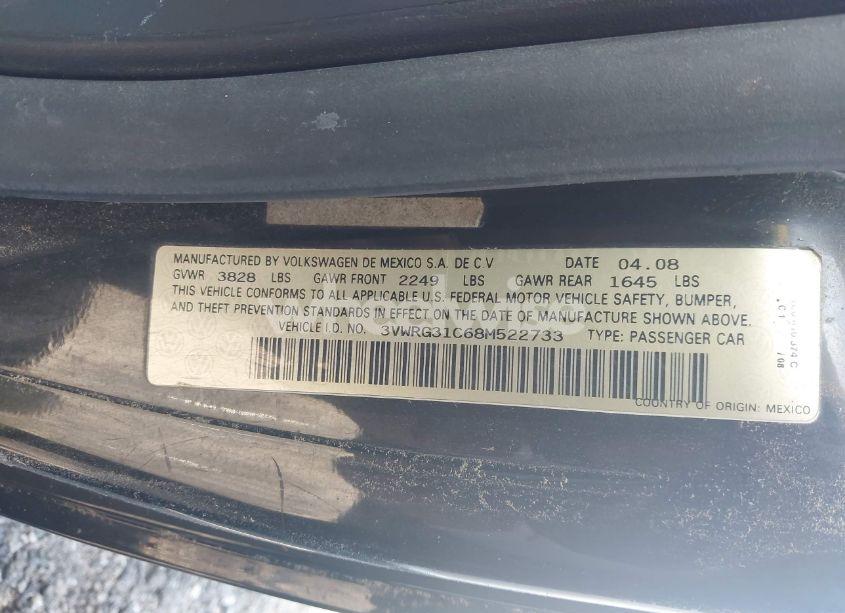 MANUFACTURED BY VOLKSWAGEN DE MEXICO S.A. DE C.V DATE 04.08
GVWR 3828 LBS GAWR FRONT 2249 LBS GAWR REAR 1645 LBS
THIS VEHICLE CONFORMS TO ALL APPLICABLE U.S. FEDERAL MOTOR VEHICLE SAFETY, BUMPER,
AND THEFT PREVENTION STANDARDS IN EFFECT ON THE DATE OF MANUFACTURE SHOWN ABOVE.
VEHICLE I.D. NO. 3VWRG31C68M522733 TYPE: PASSENGER CAR
COUNTRY OF ORIGIN: MEXICO